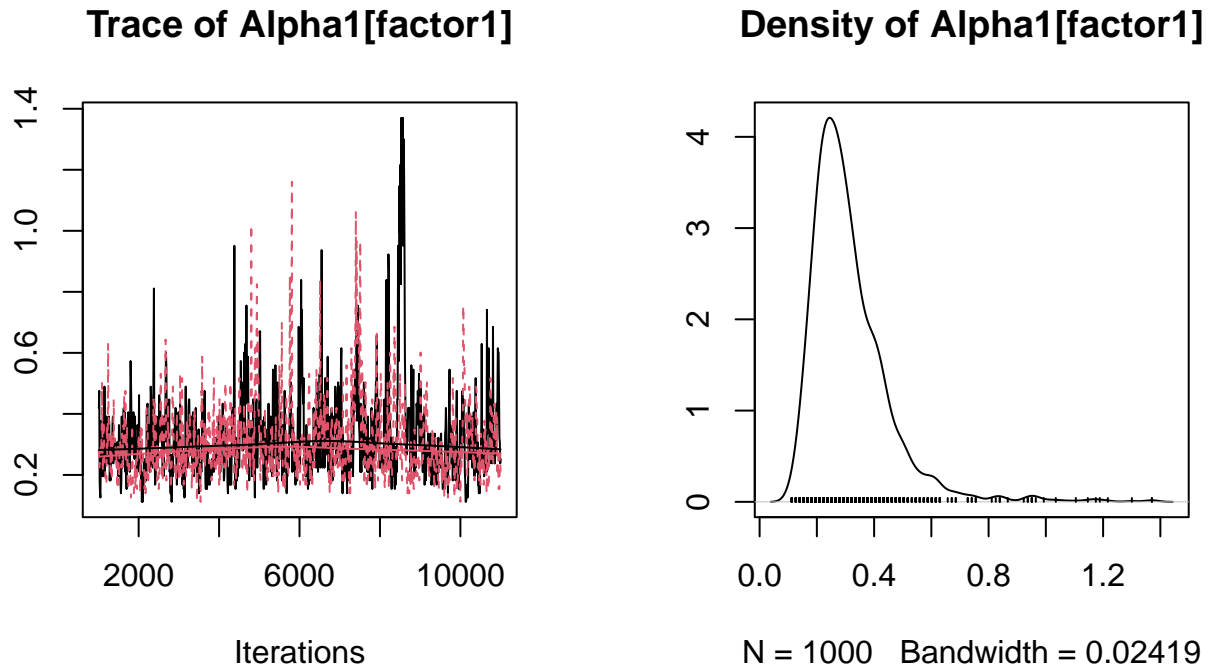 Trace of Alpha1[factor1]
1.4
1.0
0.6
0.2
2000 6000 10000
Iterations
Density of Alpha1[factor1]
4
3
2
1
0
0.0 0.4 0.8 1.2
N = 1000 Bandwidth = 0.02419